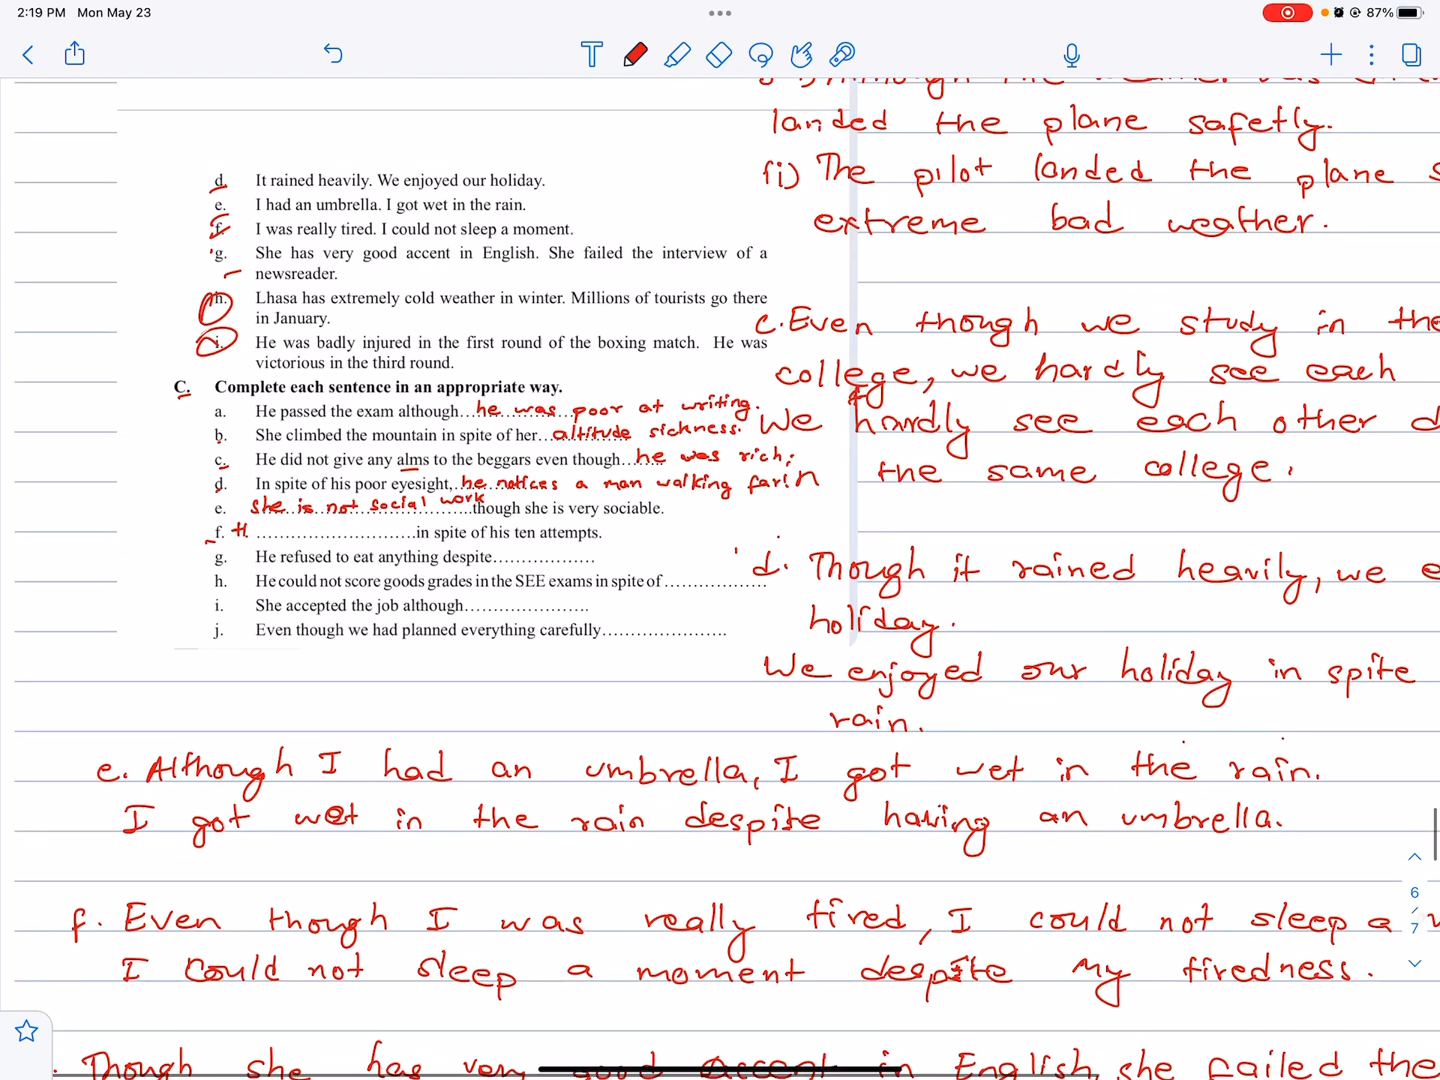 2:19 PM Mon May 23
87%
landed the plane safetly.
(ii) The pilot landed the plane s
extreme bad weather.
d. It rained heavily. We enjoyed our holiday.
e. I had an umbrella. I got wet in the rain.
f. I was really tired. I could not sleep a moment.
g. She has very good accent in English. She failed the interview of a
newsreader.
h. Lhasa has extremely cold weather in winter. Millions of tourists go there
in January.
i. He was badly injured in the first round of the boxing match. He was
victorious in the third round.
C. Complete each sentence in an appropriate way.
a. He passed the exam although...he was poor at writing.
b. She climbed the mountain in spite of her...altitude sickness.
c. He did not give any alms to the beggars even though...he was rich.
d. In spite of his poor eyesight,..he notices a man walking far in
e. she is not social work though she is very sociable.
f. H ..............................in spite of his ten attempts.
g. He refused to eat anything despite...................
h. He could not score goods grades in the SEE exams in spite of ...................
i. She accepted the job although.......................
j. Even though we had planned everything carefully.......................
c. Even though we study in the
college, we hardly see each
We hardly see each other d
the same college.
d. Though it rained heavily, we e
holiday.
We enjoyed our holiday in spite
rain.
e. Although I had an umbrella, I got wet in the rain.
I got wet in the rain despite having an umbrella.
f. Even though I was really tired, I could not sleep a
I could not sleep a moment despite my tiredness.
6
7
Though she has very good accent in English, she failed the